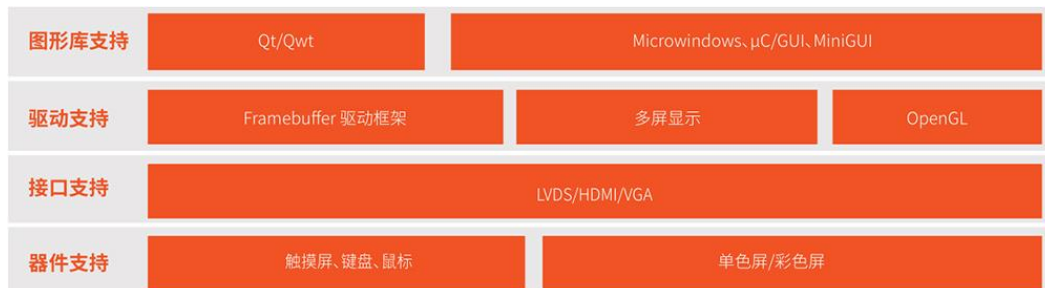 图形库支持
Qt/Qwt
Microwindows、μC/GUI、MiniGUI
驱动支持
Framebuffer 驱动框架
多屏显示
OpenGL
接口支持
LVDS/HDMI/VGA
器件支持
触摸屏、键盘、鼠标
单色屏/彩色屏